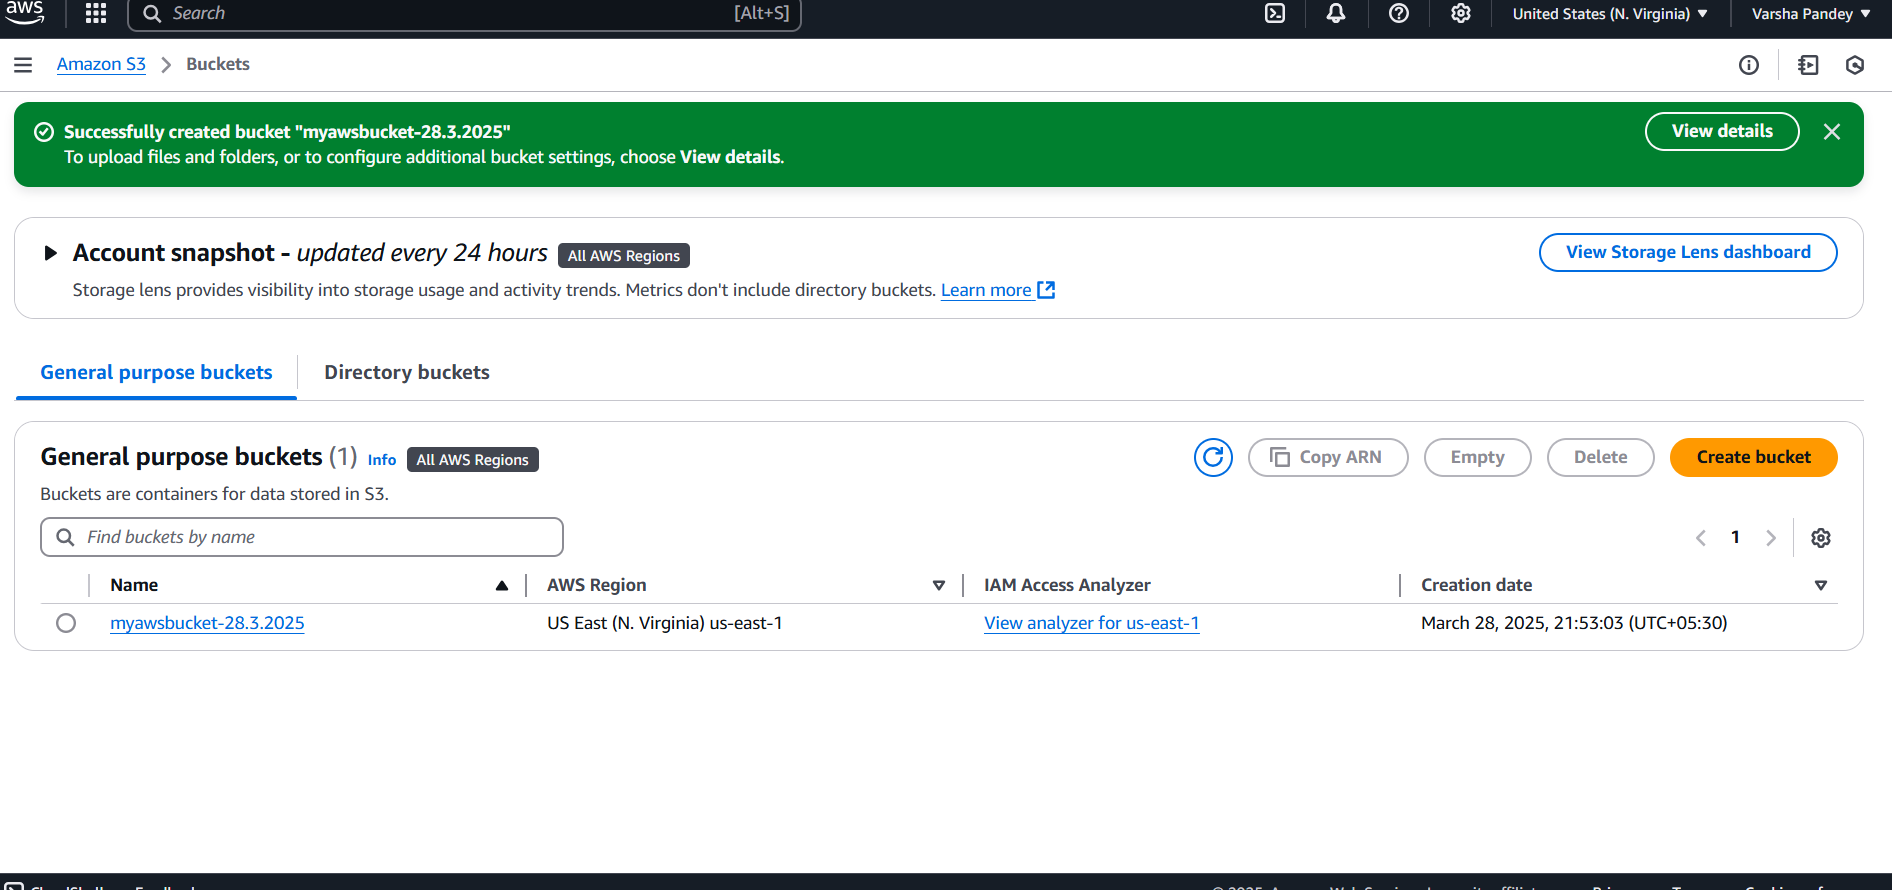 aws
Search [Alt+S]
United States (N. Virginia) ▼
Varsha Pandey ▼
Amazon S3 > Buckets
Successfully created bucket "myawsbucket-28.3.2025"
To upload files and folders, or to configure additional bucket settings, choose View details.
View details
Account snapshot - updated every 24 hours All AWS Regions
View Storage Lens dashboard
Storage lens provides visibility into storage usage and activity trends. Metrics don't include directory buckets. Learn more
General purpose buckets
Directory buckets
General purpose buckets (1) Info All AWS Regions
Copy ARN
Empty
Delete
Create bucket
Buckets are containers for data stored in S3.
Find buckets by name
1
Name AWS Region IAM Access Analyzer Creation date
myawsbucket-28.3.2025 US East (N. Virginia) us-east-1 View analyzer for us-east-1 March 28, 2025, 21:53:03 (UTC+05:30)